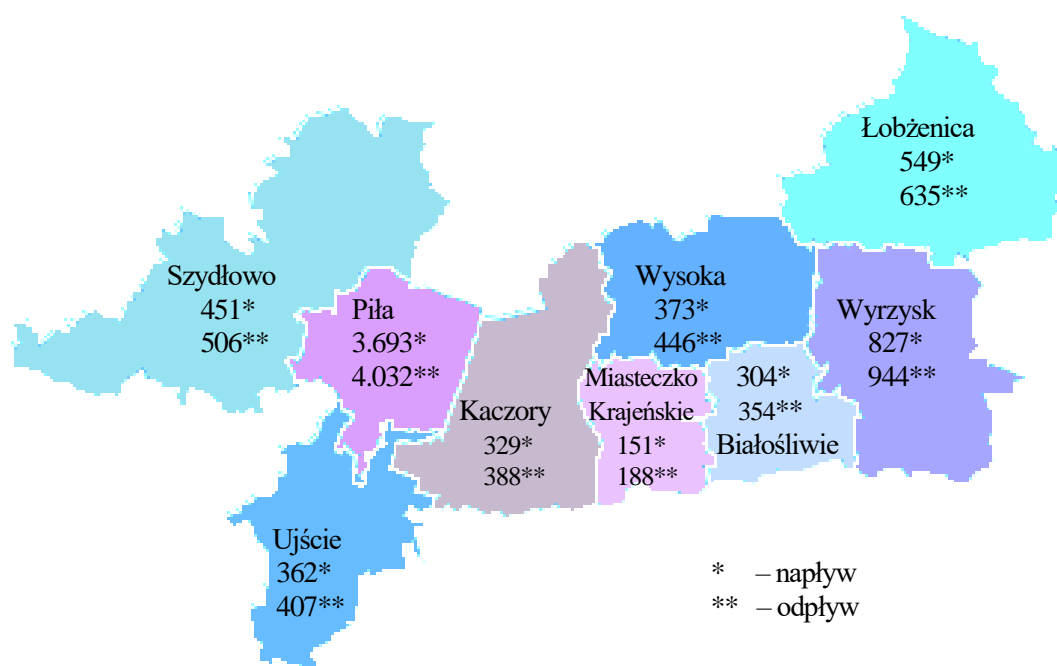 Łobżenica
549*
635**
Szydłowo
451*
506**
Piła
3.693*
4.032**
Wysoka
373*
446**
Wyrzysk
827*
944**
Kaczory
329*
388**
Miasteczko
Krajeńskie
151*
188**
304*
354**
Białośliwie
Ujście
362*
407**
* – napływ
** – odpływ